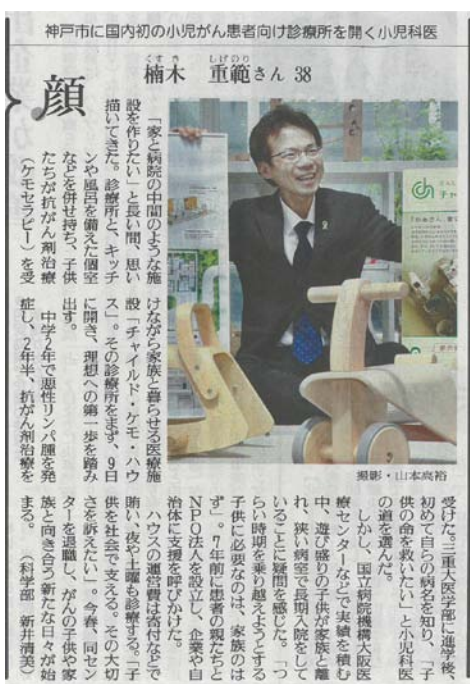 神戸市に国内初の小児がん患者向け診療所を開く小児科医
くすき しげのり
楠木 重範さん 38
顔
「家と病院の中間のような施
設を作りたい」と長い間、思い
描いてきた。診療所と、キッチ
ンや風呂を備えた個室
などを併せ持ち、子供
たちが抗がん剤治療
（ケモセラピー）を受
けながら家族と暮らせる医療施
設「チャイルド・ケモ・ハウ
ス」。その診療所をまず、9日
に開き、理想への第一歩を踏み
出す。
中学2年で悪性リンパ腫を発
症し、2年半、抗がん剤治療を
撮影・山本高裕
受けた。三重大医学部に進学後、
初めて自らの病名を知り、「子
供の命を救いたい」と小児科医
の道を選んだ。
しかし、国立病院機構大阪医
療センターなどで実績を積む
中、遊び盛りの子供が家族と離
れ、狭い病室で長期入院をして
いることに疑問を感じた。「つ
らい時期を乗り越えようとする
子供に必要なのは、家族のは
ず」。7年前に患者の親たちと
NPO法人を設立し、企業や自
治体に支援を呼びかけた。
ハウスの運営費は寄付などで
賄い、夜や土曜も診療する。「子
供を社会で支える。その大切
さを訴えたい」。今春、同セン
ターを退職し、がんの子供や家
族と向き合う新たな日々が始
まる。 （科学部 新井清美）